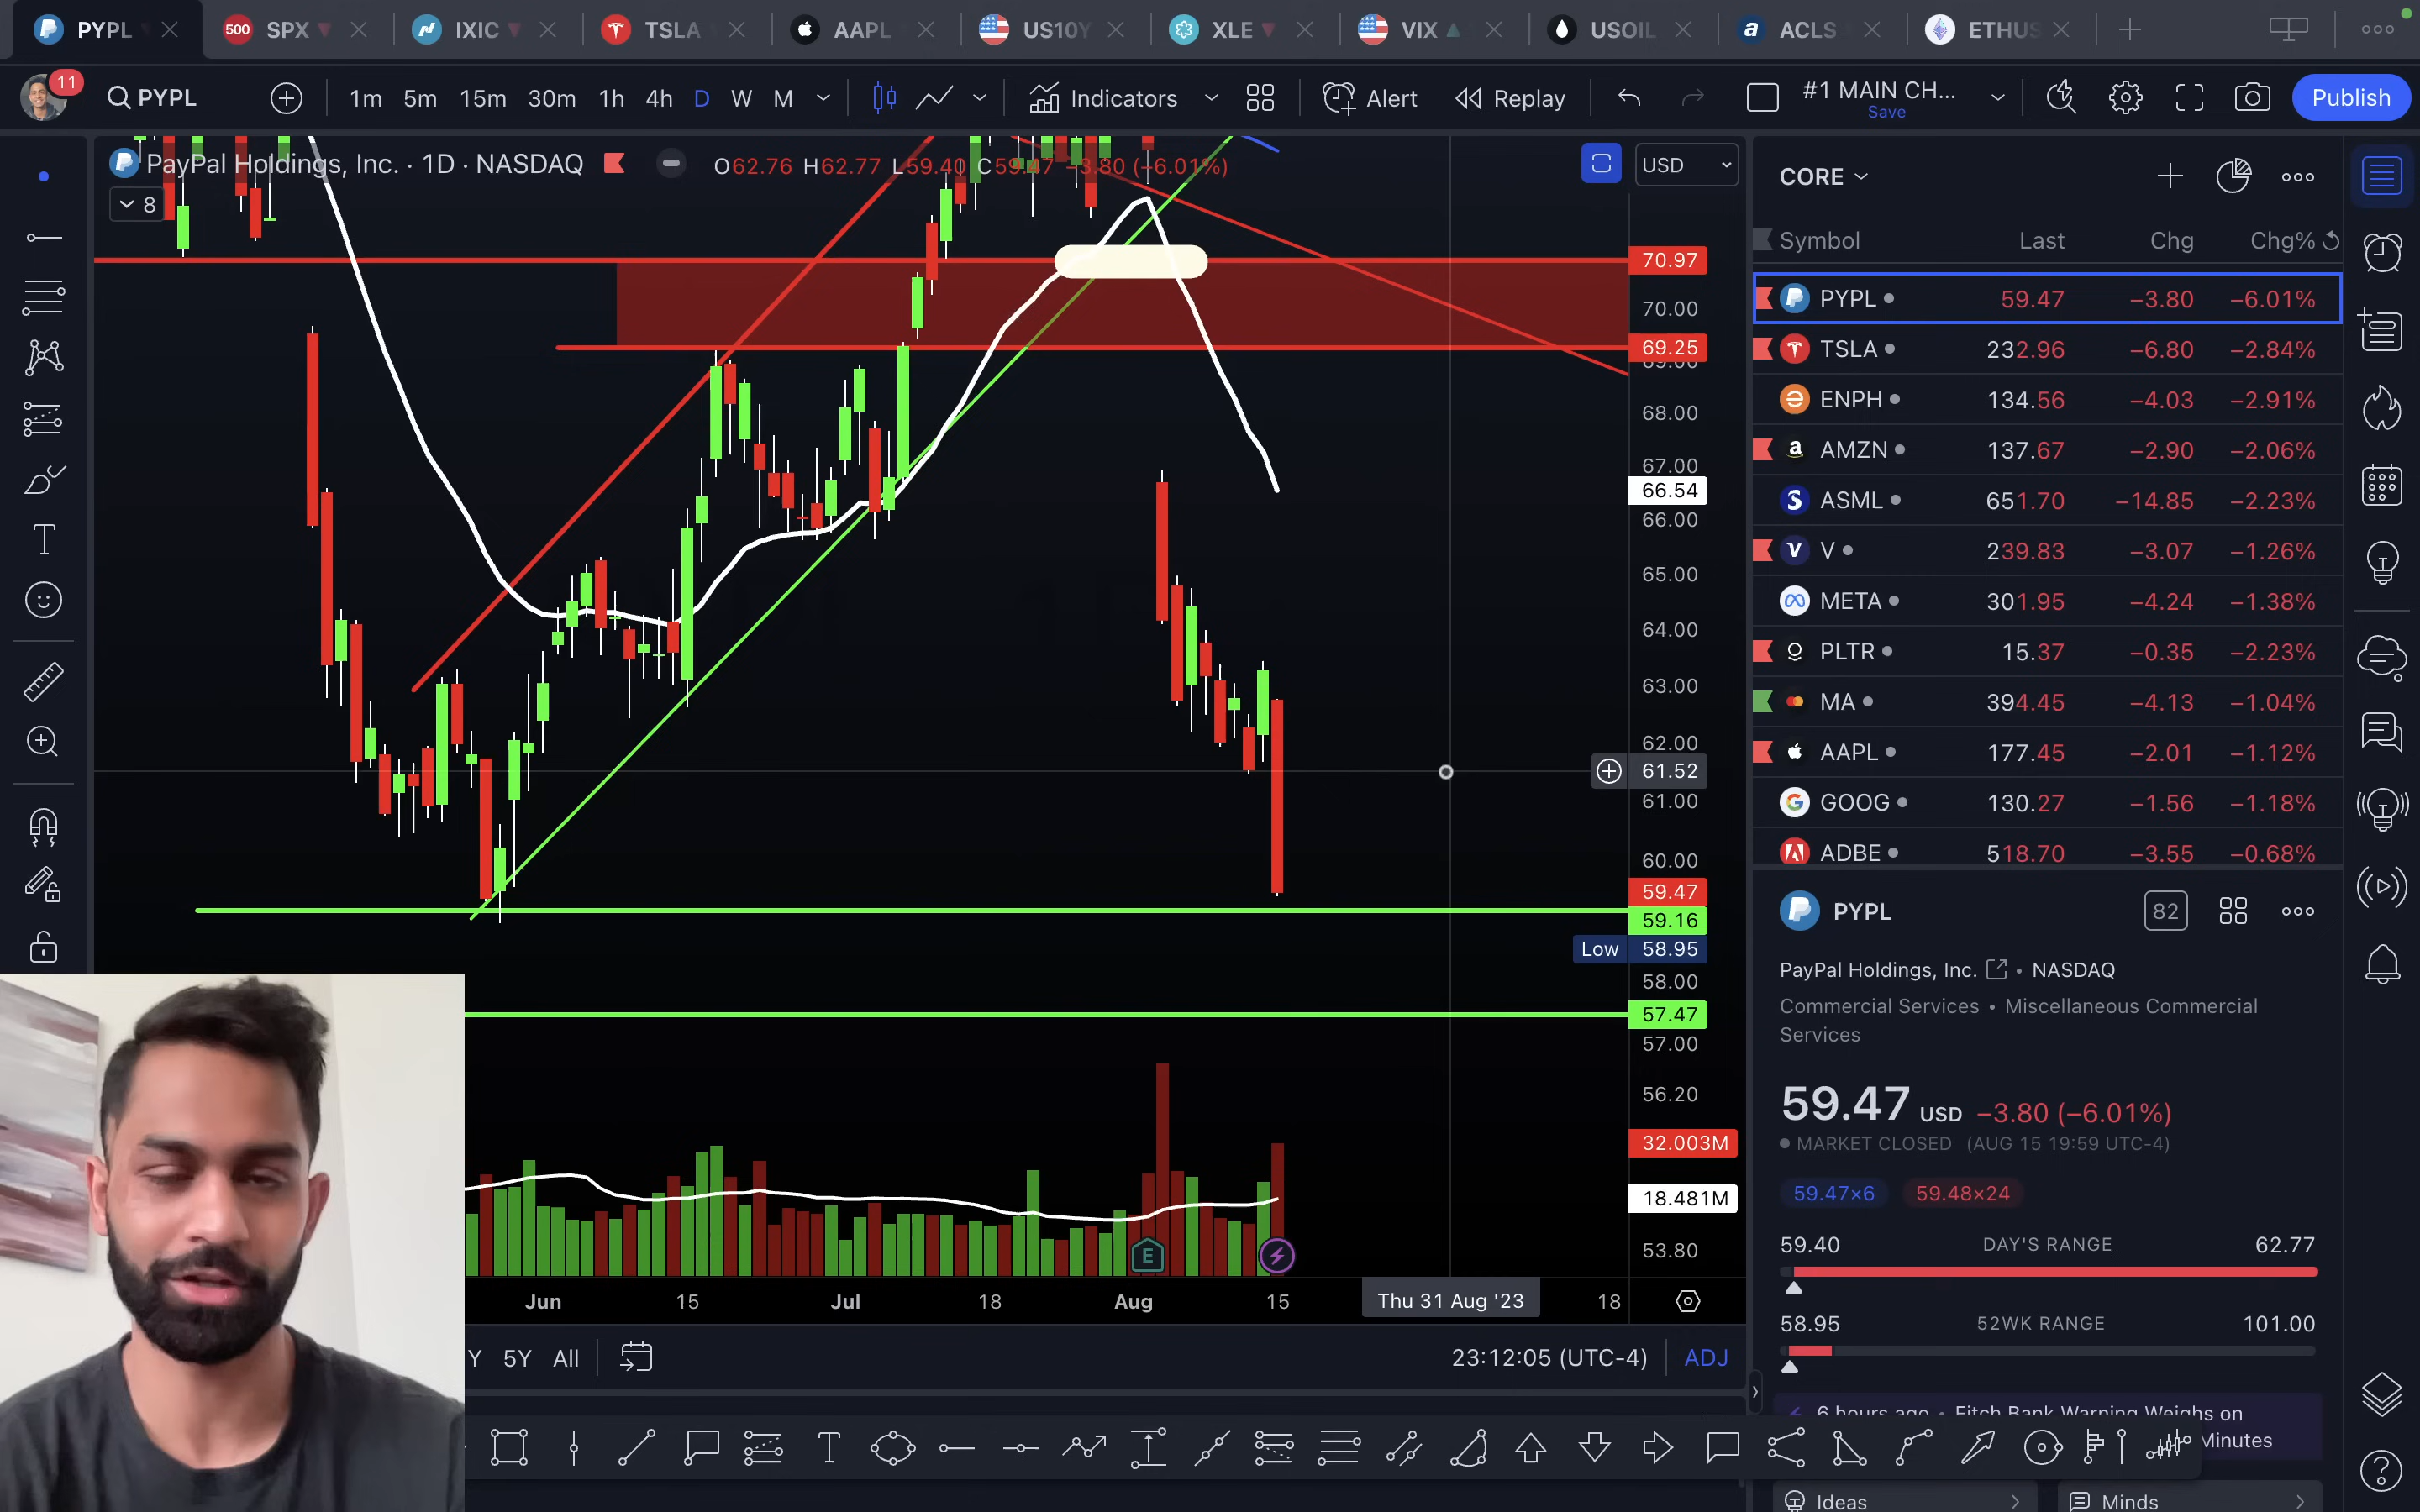 PYPL
500 SPX
IXIC
TSLA
AAPL
US10Y
XLE
VIX
USOIL
a ACLS
ETHUS
11
PYPL
1m 5m 15m 30m 1h 4h D W M
Indicators
Alert
Replay
#1 MAIN CH...
Save
Publish
PayPal Holdings, Inc. · 1D · NASDAQ
O62.76 H62.77 L59.40 C59.47 −3.80 (−6.01%)
USD
8
70.97
70.00
69.25
69.00
68.00
67.00
66.54
66.00
65.00
64.00
63.00
62.00
61.52
61.00
60.00
59.47
59.16
Low 58.95
58.00
57.47
57.00
56.20
32.003M
18.481M
53.80
E
Jun 15 Jul 18 Aug 15 Thu 31 Aug '23 18
Y 5Y All
23:12:05 (UTC-4) ADJ
CORE
Symbol Last Chg Chg%
PYPL 59.47 −3.80 −6.01%
TSLA 232.96 −6.80 −2.84%
ENPH 134.56 −4.03 −2.91%
AMZN 137.67 −2.90 −2.06%
ASML 651.70 −14.85 −2.23%
V 239.83 −3.07 −1.26%
META 301.95 −4.24 −1.38%
PLTR 15.37 −0.35 −2.23%
MA 394.45 −4.13 −1.04%
AAPL 177.45 −2.01 −1.12%
GOOG 130.27 −1.56 −1.18%
ADBE 518.70 −3.55 −0.68%
PYPL
82
PayPal Holdings, Inc. • NASDAQ
Commercial Services • Miscellaneous Commercial
Services
59.47 USD −3.80 (−6.01%)
MARKET CLOSED (AUG 15 19:59 UTC-4)
59.47×6 59.48×24
59.40 DAY'S RANGE 62.77
58.95 52WK RANGE 101.00
6 hours ago • Fitch Bank Warning Weighs on
Minutes
Ideas
Minds